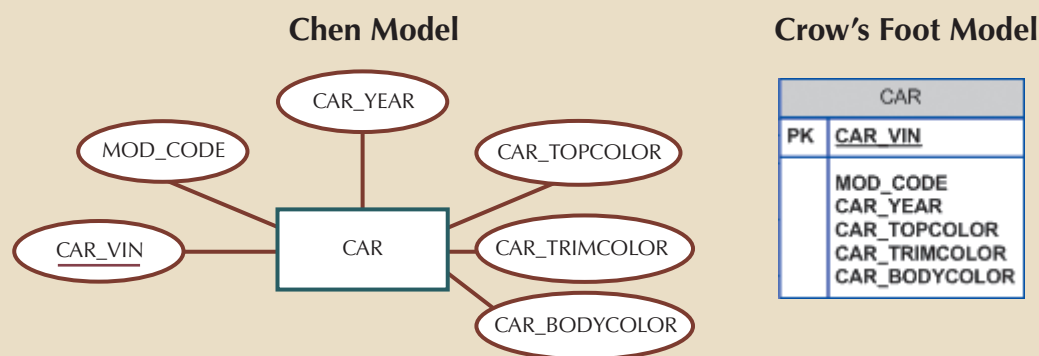 Chen Model
Crow's Foot Model
CAR_YEAR
MOD_CODE
CAR_TOPCOLOR
CAR_VIN
CAR
CAR_TRIMCOLOR
CAR_BODYCOLOR
CAR
PK CAR_VIN
MOD_CODE
CAR_YEAR
CAR_TOPCOLOR
CAR_TRIMCOLOR
CAR_BODYCOLOR